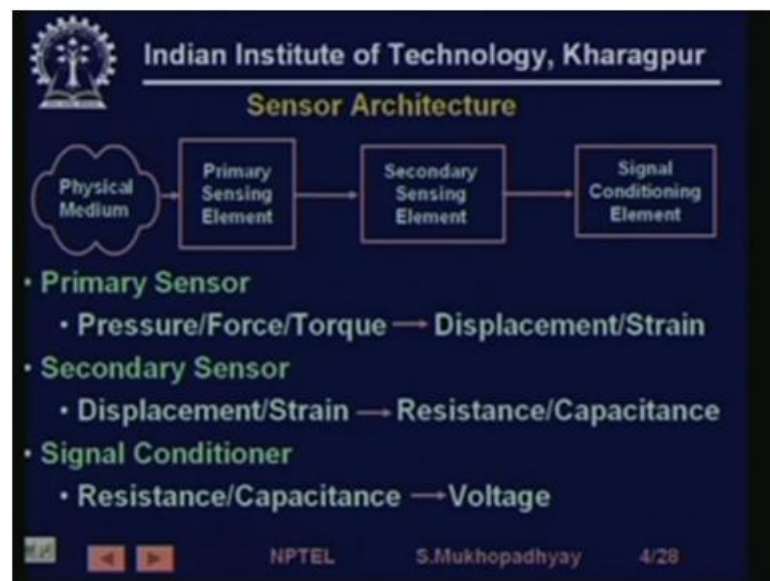 Indian Institute of Technology, Kharagpur
Sensor Architecture
Physical
Medium
Primary
Sensing
Element
Secondary
Sensing
Element
Signal
Conditioning
Element
• Primary Sensor
• Pressure/Force/Torque → Displacement/Strain
• Secondary Sensor
• Displacement/Strain → Resistance/Capacitance
• Signal Conditioner
• Resistance/Capacitance → Voltage
NPTEL S.Mukhopadhyay 4/28